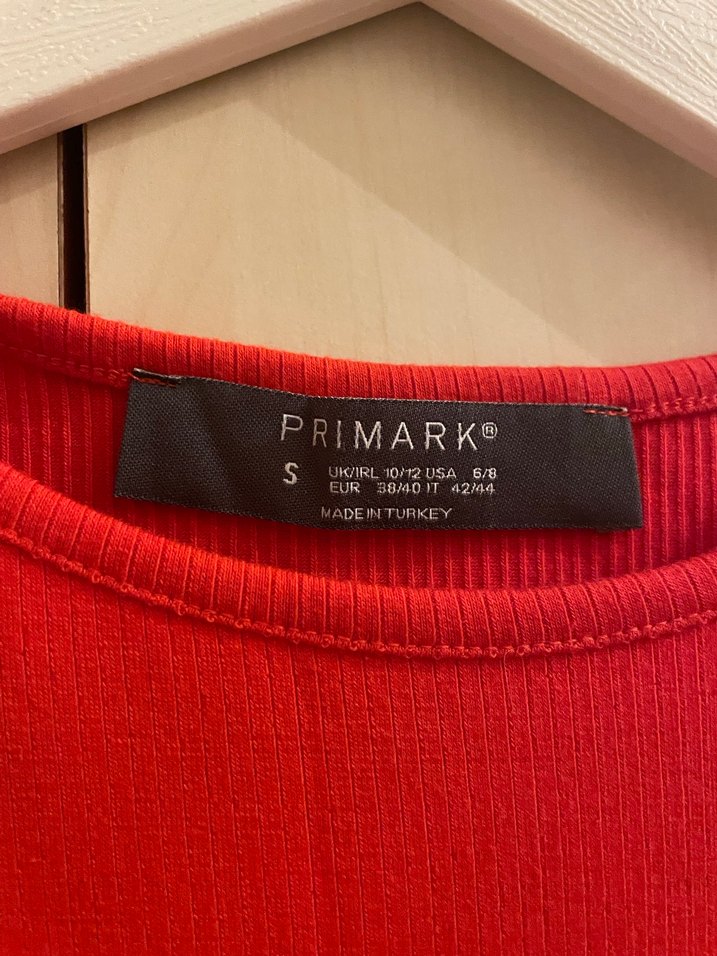 PRIMARK®
S UK/IRL 10/12 USA 6/8
EUR 38/40 IT 42/44
MADE IN TURKEY